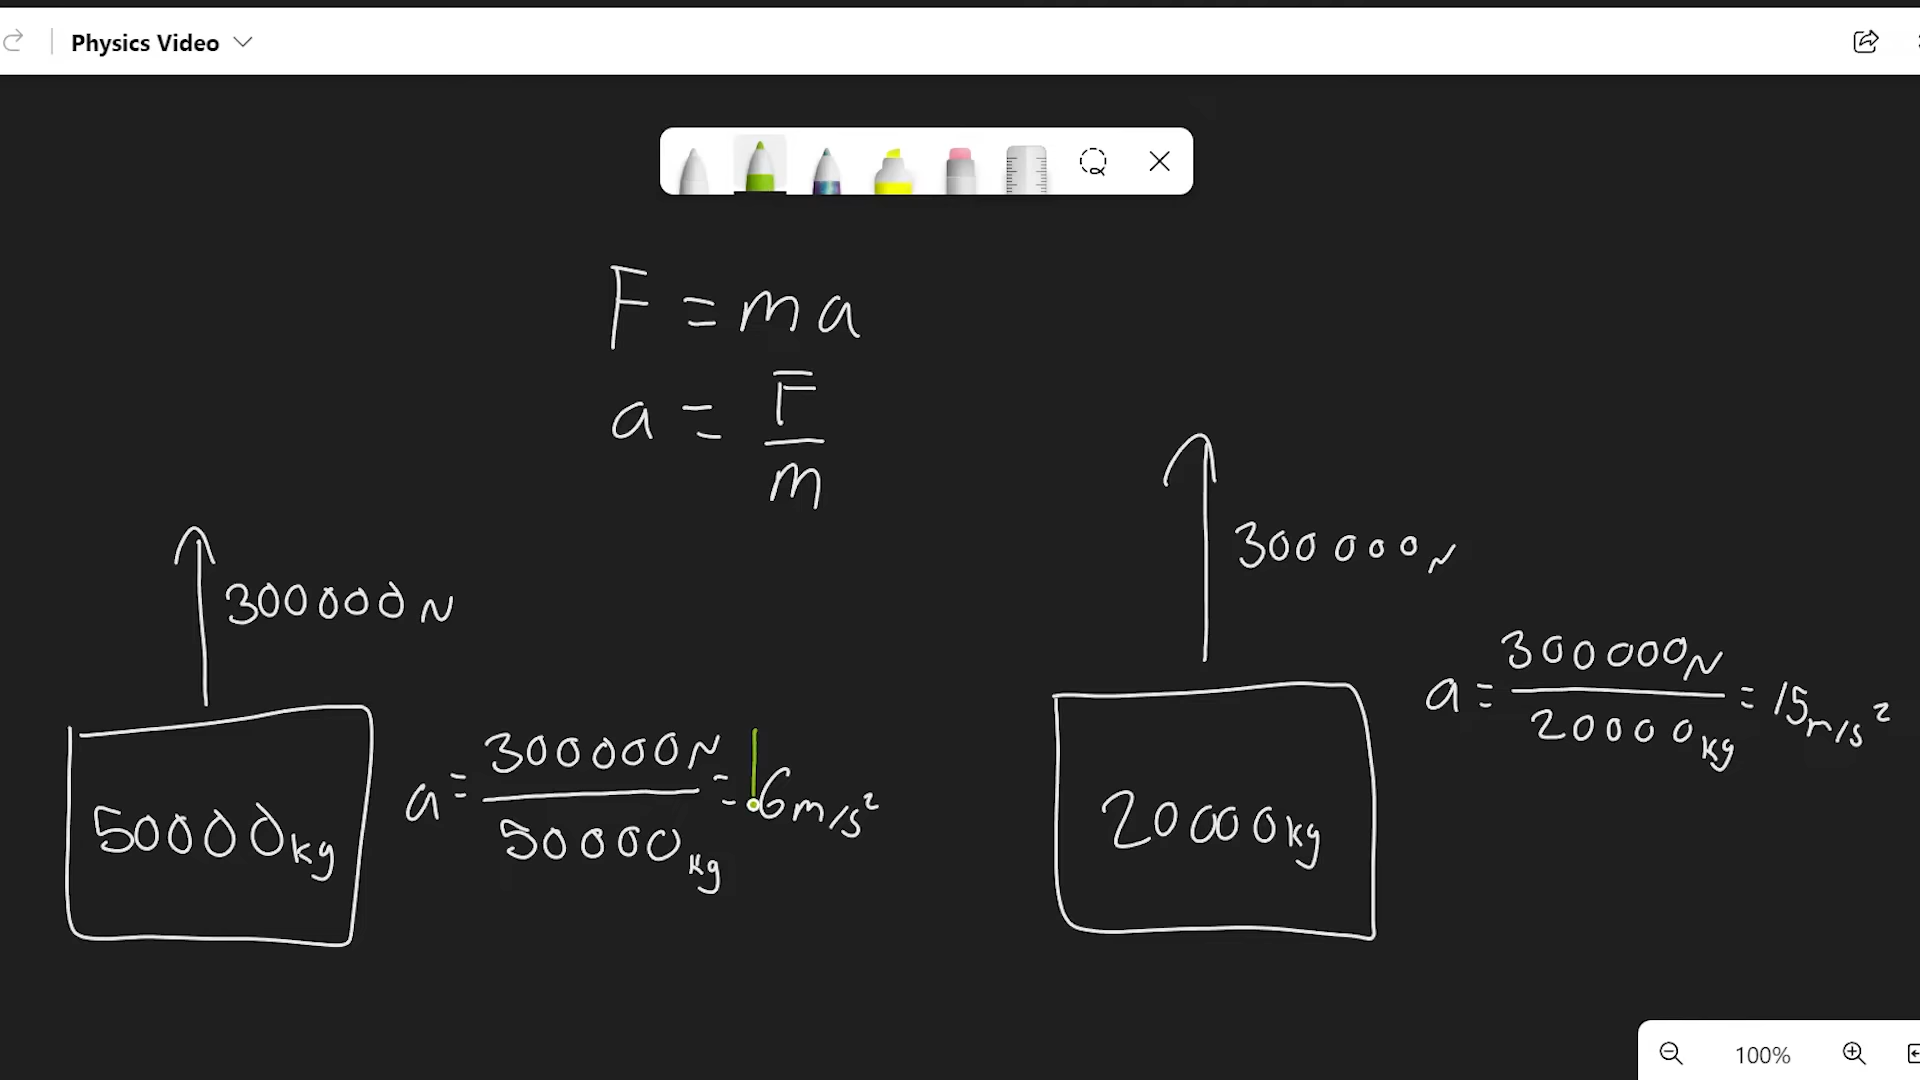 Physics Video
F = ma
a = F/m
300000N
300000N
a = 300000N/20000kg = 15m/s²
a = 300000N/50000kg = 6m/s²
50000kg
20000kg
100%